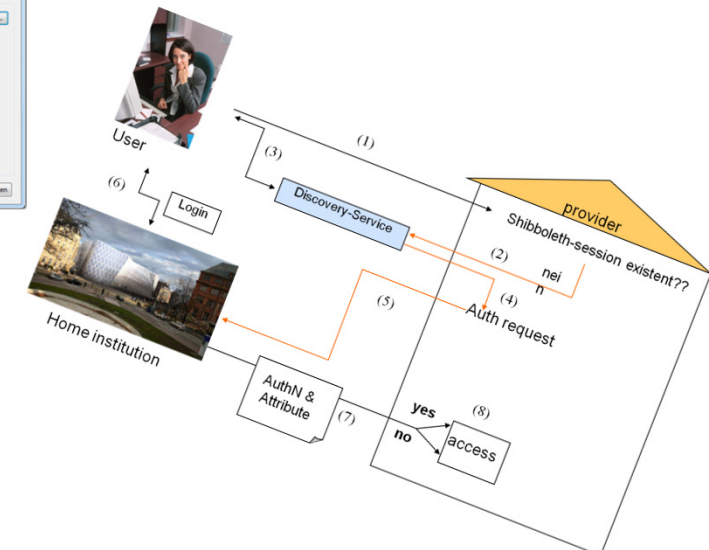 User
(1)
(3)
(6)
Login
Discovery-Service
provider
Shibboleth-session existent??
(2)
nei
n
(4)
(5)
Auth request
Home institution
AuthN &
Attribute
(7)
yes
(8)
no
access